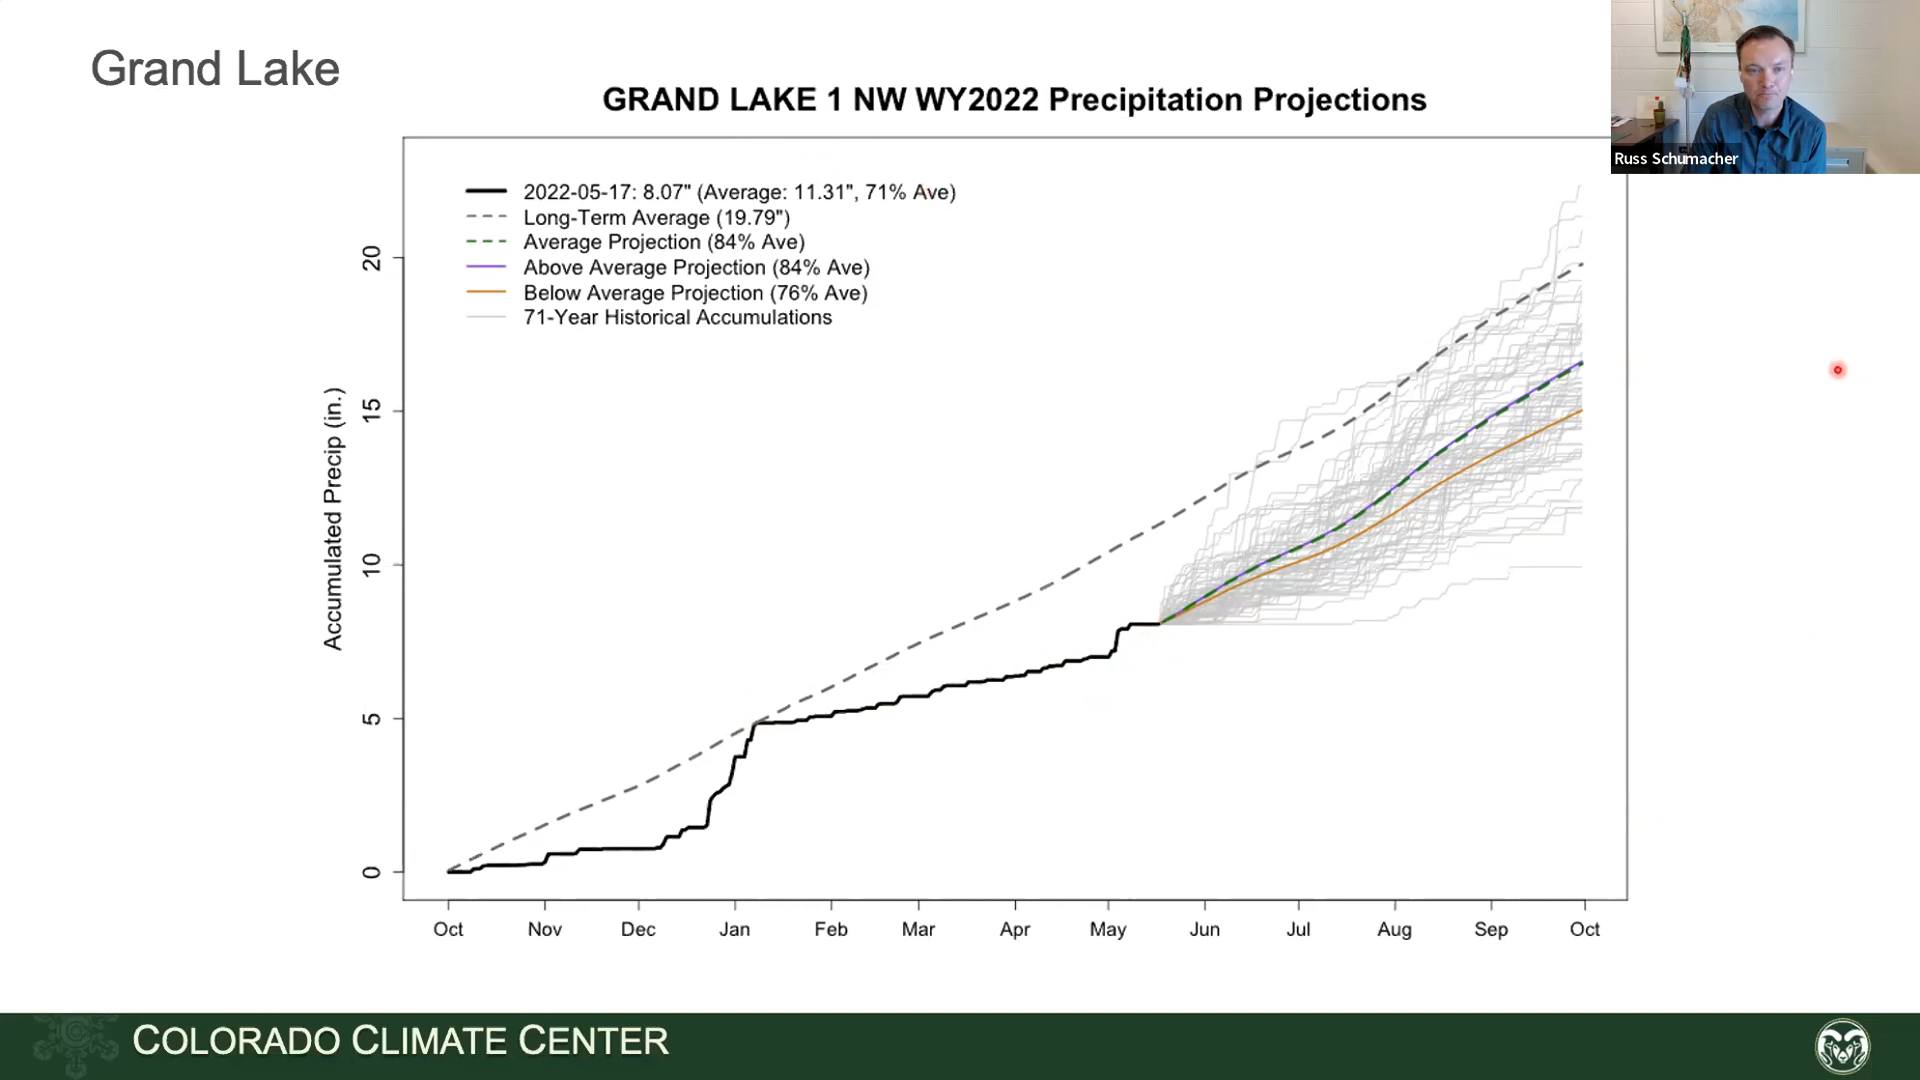 Grand Lake
GRAND LAKE 1 NW WY2022 Precipitation Projections
Russ Schumacher
2022-05-17: 8.07" (Average: 11.31", 71% Ave)
Long-Term Average (19.79")
Average Projection (84% Ave)
Above Average Projection (84% Ave)
Below Average Projection (76% Ave)
71-Year Historical Accumulations
Accumulated Precip (in.)
20
15
10
5
0
Oct Nov Dec Jan Feb Mar Apr May Jun Jul Aug Sep Oct
COLORADO CLIMATE CENTER